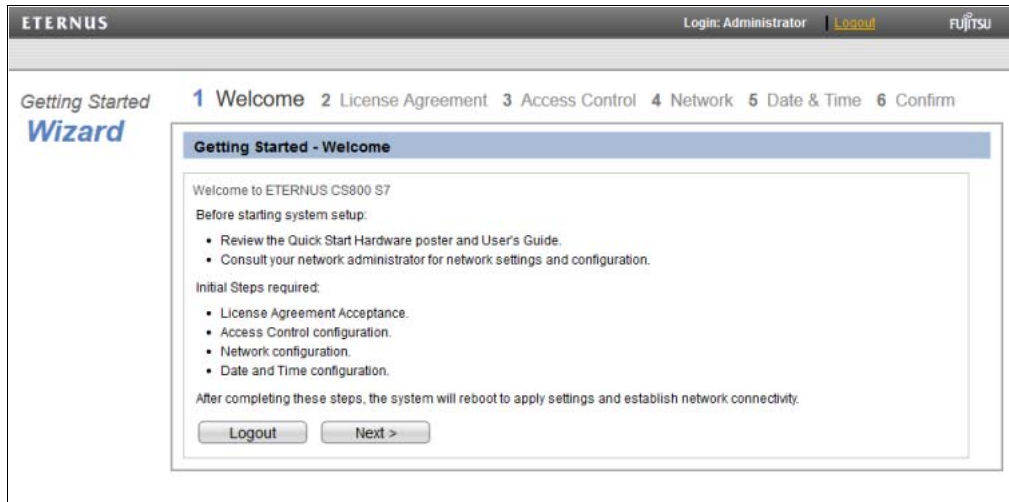 ETERNUS
Login: Administrator Logout FUJITSU
Getting Started Wizard
1 Welcome 2 License Agreement 3 Access Control 4 Network 5 Date & Time 6 Confirm
Getting Started - Welcome
Welcome to ETERNUS CS800 S7
Before starting system setup:
• Review the Quick Start Hardware poster and User's Guide.
• Consult your network administrator for network settings and configuration.
Initial Steps required:
• License Agreement Acceptance.
• Access Control configuration.
• Network configuration.
• Date and Time configuration.
After completing these steps, the system will reboot to apply settings and establish network connectivity.
Logout Next >